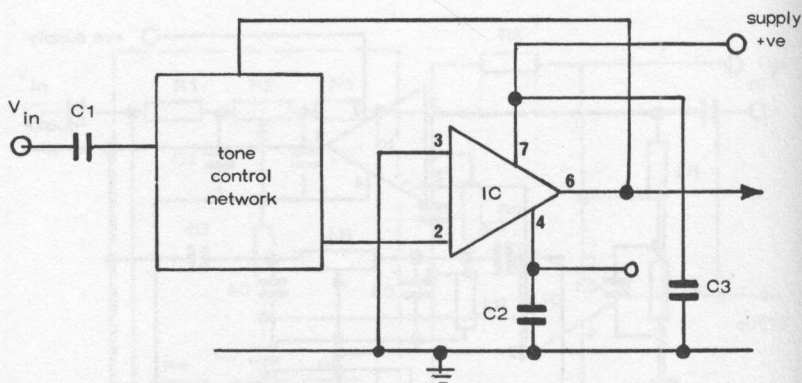 supply
+ve
V in
C1
tone
control
network
3
7
IC
6
2
4
C2
C3